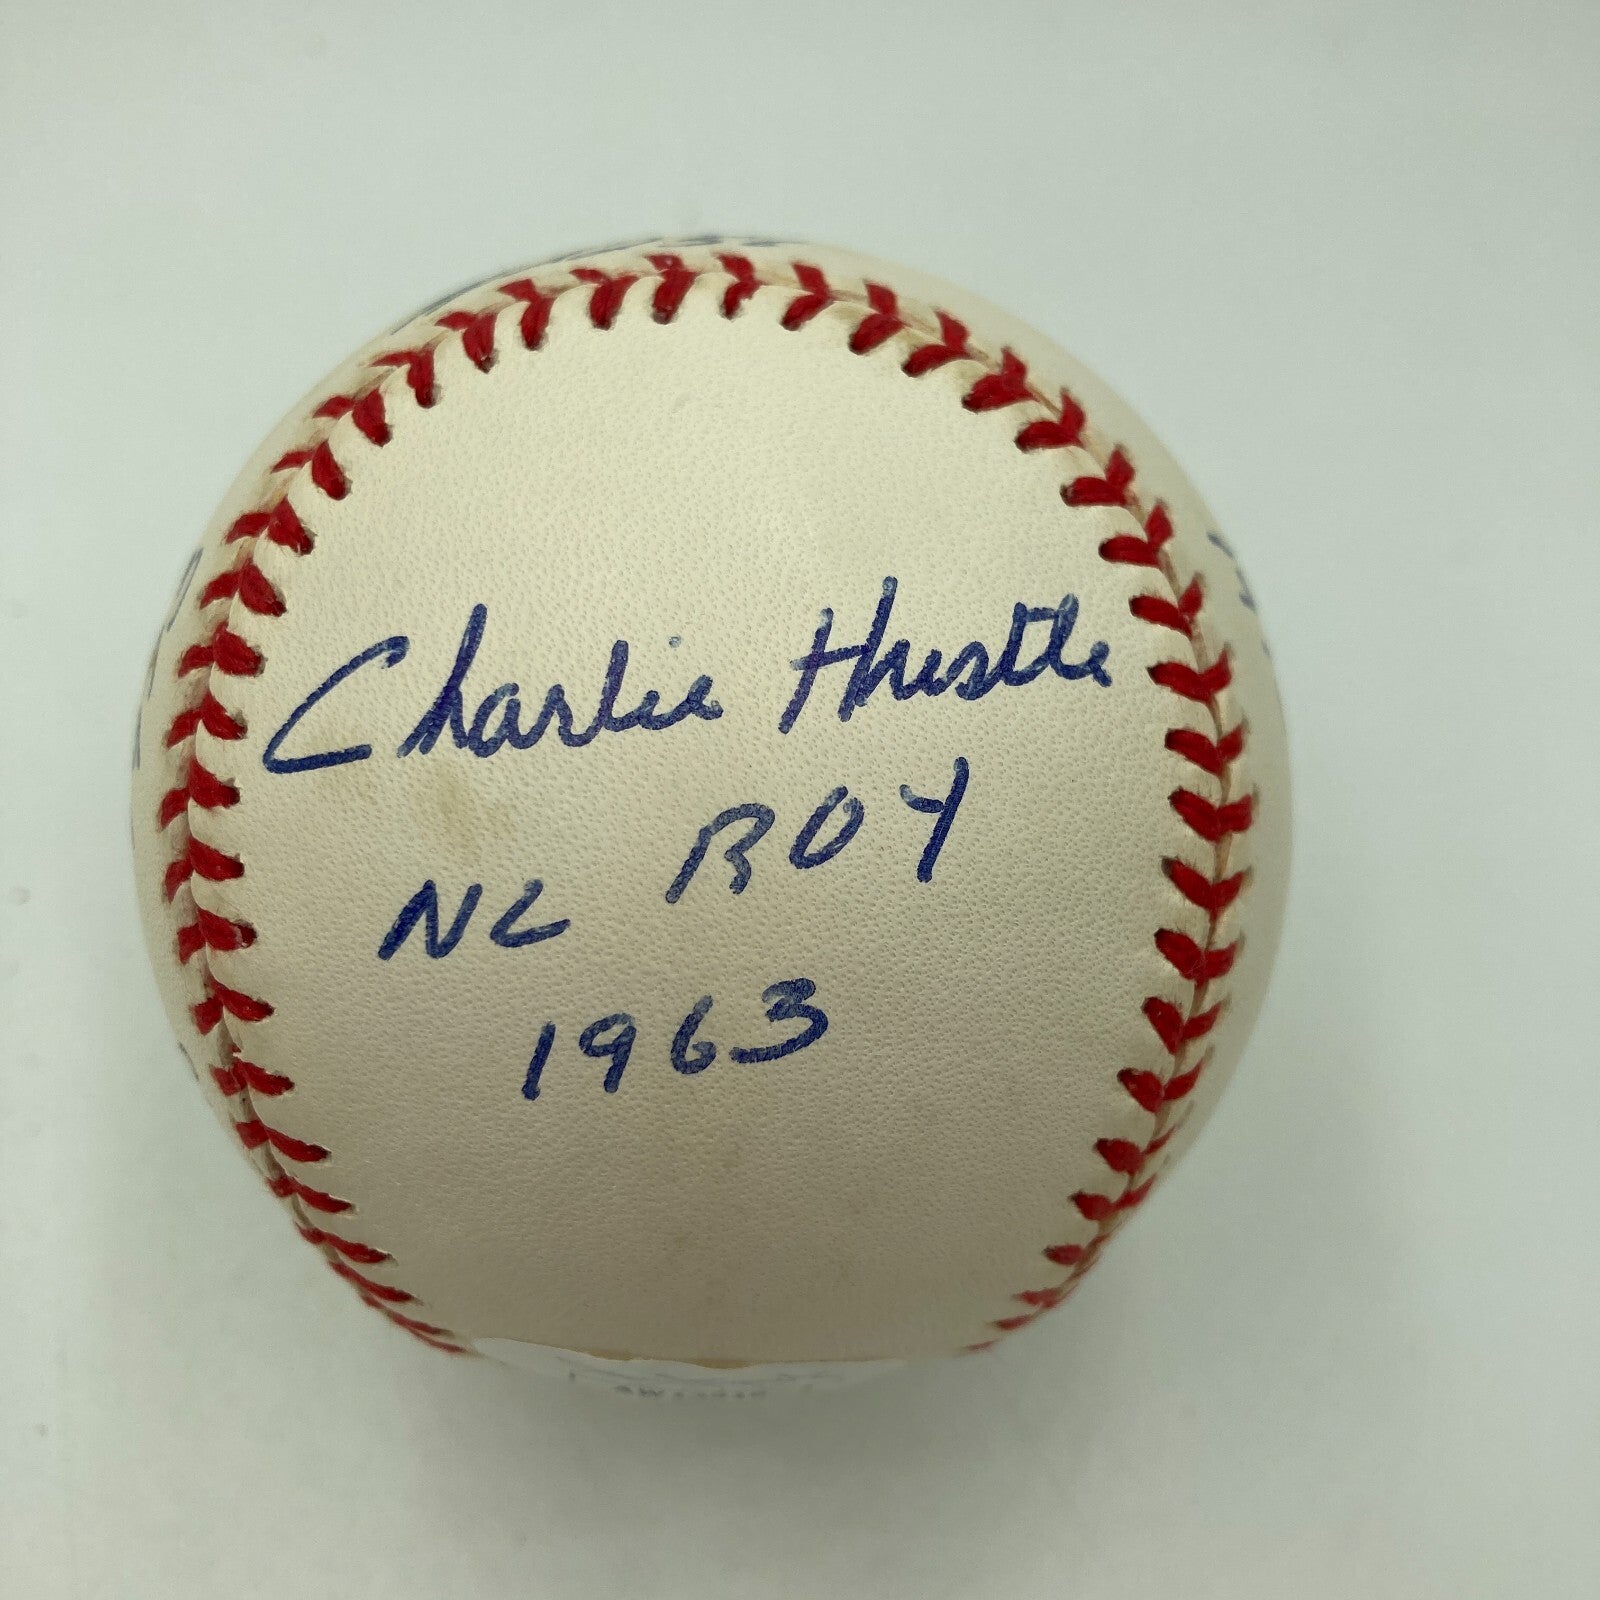 Charlie Hustle
NL ROY
1963